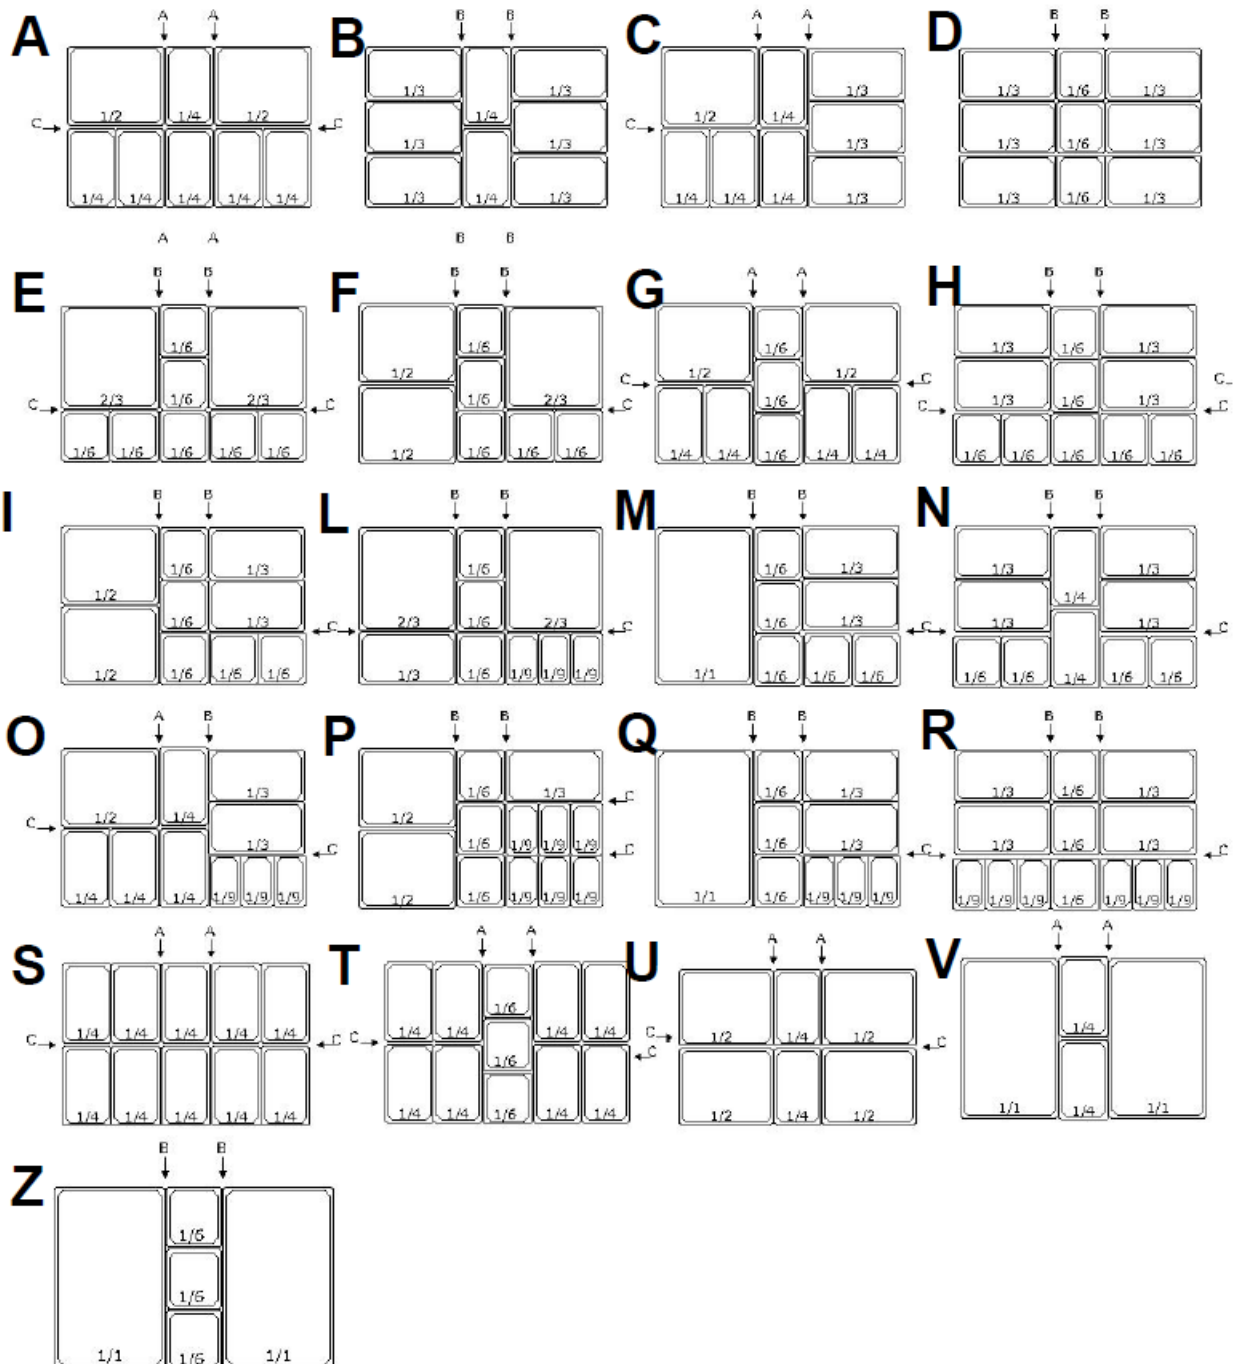 A A B B A A B B
A B C D
1/2 1/4 1/2 1/3 1/4 1/3 1/2 1/4 1/3 1/3 1/6 1/3
C C 1/3 1/3 C 1/3 1/3 1/6 1/3
1/4 1/4 1/4 1/4 1/4 1/3 1/4 1/3 1/4 1/4 1/4 1/3 1/3 1/6 1/3
A A B B
B B B B A A B B
E F G H
1/6 1/6 1/6 1/3 1/6 1/3
2/3 1/6 2/3 1/2 1/6 2/3 1/2 1/6 1/2 1/3 1/6 1/3
C C C C C C C
1/6 1/6 1/6 1/6 1/6 1/2 1/6 1/6 1/6 1/4 1/4 1/6 1/4 1/4 1/6 1/6 1/6 1/6 1/6
B B B B B B B B
I L M N
1/2 1/6 1/3 1/6 1/6 1/3 1/3 1/4 1/3
1/6 1/3 2/3 1/6 2/3 1/6 1/3 1/3 1/3
C C C C
1/2 1/6 1/6 1/6 1/3 1/6 1/9 1/9 1/9 1/1 1/6 1/6 1/6 1/6 1/6 1/4 1/6 1/6
A B B B B B B B
O P Q R
1/2 1/4 1/3 1/2 1/6 1/3 1/6 1/3 1/3 1/6 1/3
C 1/3 1/6 1/9 1/9 1/9 C 1/6 1/3 1/3 1/6 1/3
C C C C
1/4 1/4 1/4 1/9 1/9 1/9 1/2 1/6 1/9 1/9 1/9 1/1 1/6 1/9 1/9 1/9 1/9 1/9 1/9 1/6 1/9 1/9 1/9
A A A A A A A A
S T U V
1/4 1/4 1/4 1/4 1/4 1/4 1/4 1/6 1/4 1/4 1/2 1/4 1/2 1/4
C C C 1/6 C C C
1/4 1/4 1/4 1/4 1/4 1/4 1/4 1/6 1/4 1/4 1/2 1/4 1/2 1/1 1/4 1/1
B B
Z
1/6
1/6
1/1 1/6 1/1